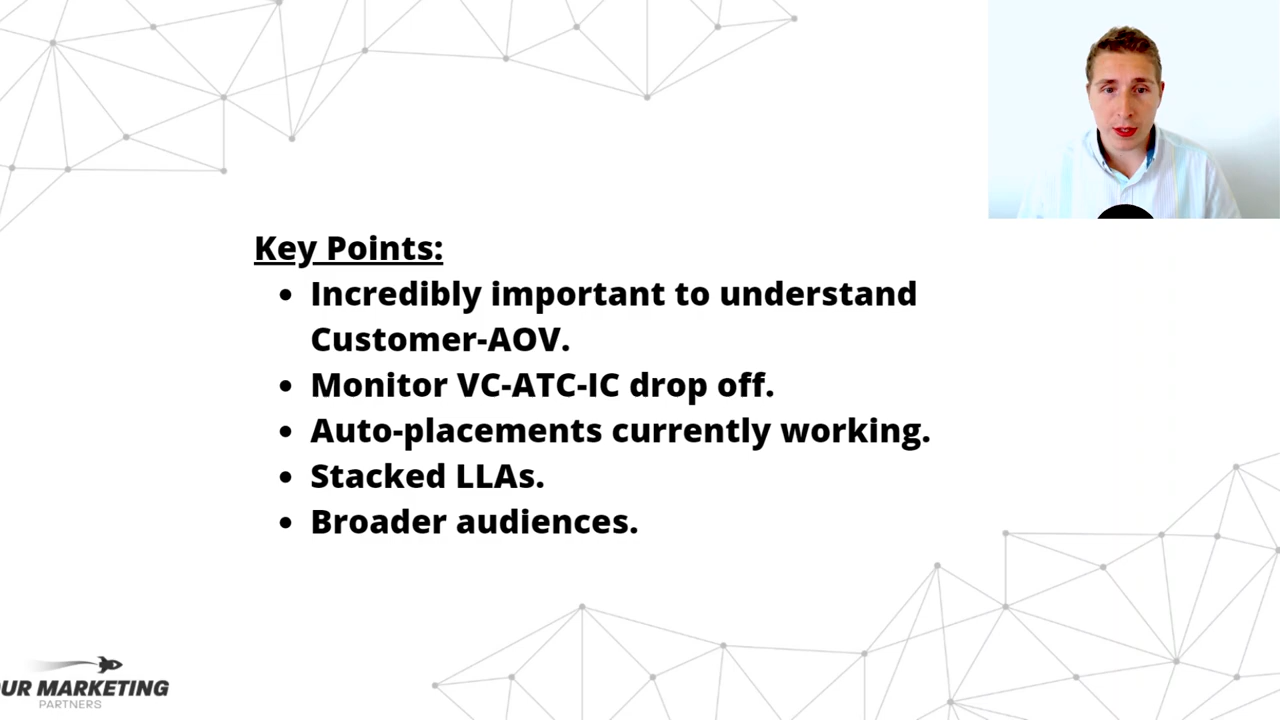 Key Points:
• Incredibly important to understand
Customer-AOV.
• Monitor VC-ATC-IC drop off.
• Auto-placements currently working.
• Stacked LLAs.
• Broader audiences.
OUR MARKETING
PARTNERS